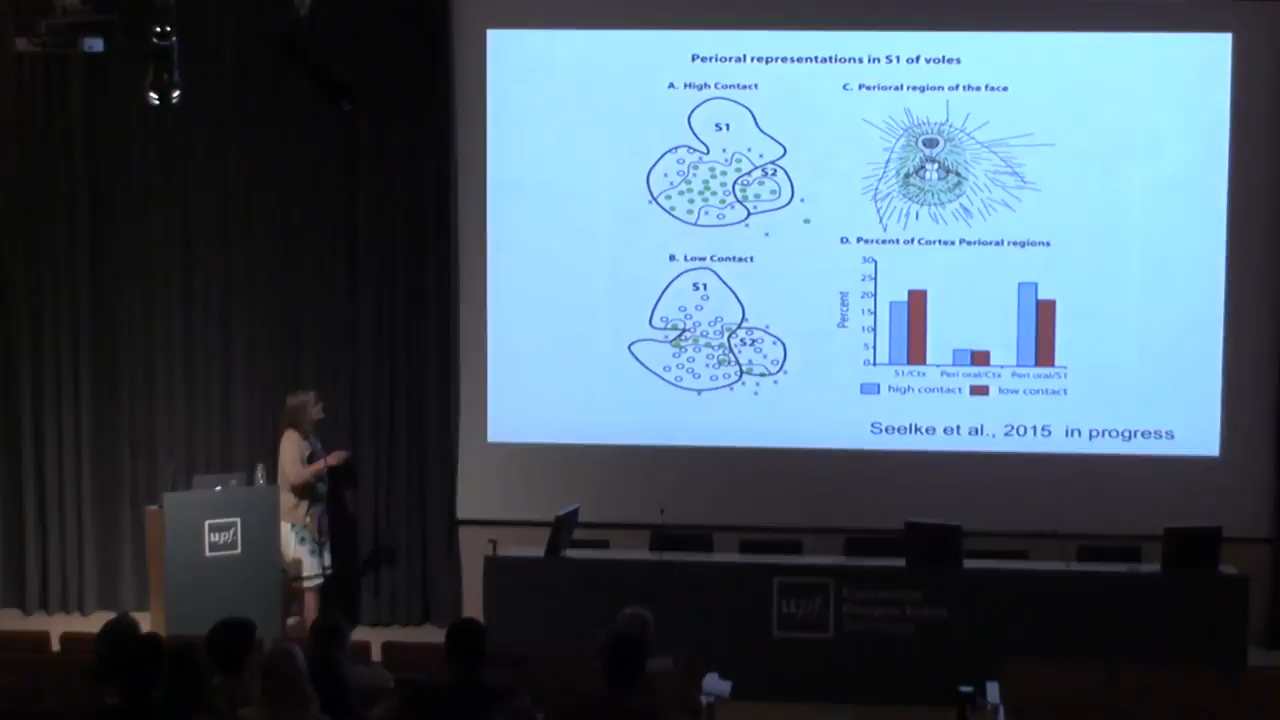 Perioral representations in S1 of voles
A. High Contact
S1
S2
B. Low Contact
S1
S2
C. Perioral region of the face
D. Percent of Cortex Perioral regions
Percent
30
25
20
15
10
5
0
S1/Ctx
Peri oral/Ctx
Peri oral/S1
high contact
low contact
Seelke et al., 2015 in progress
upf.
upf